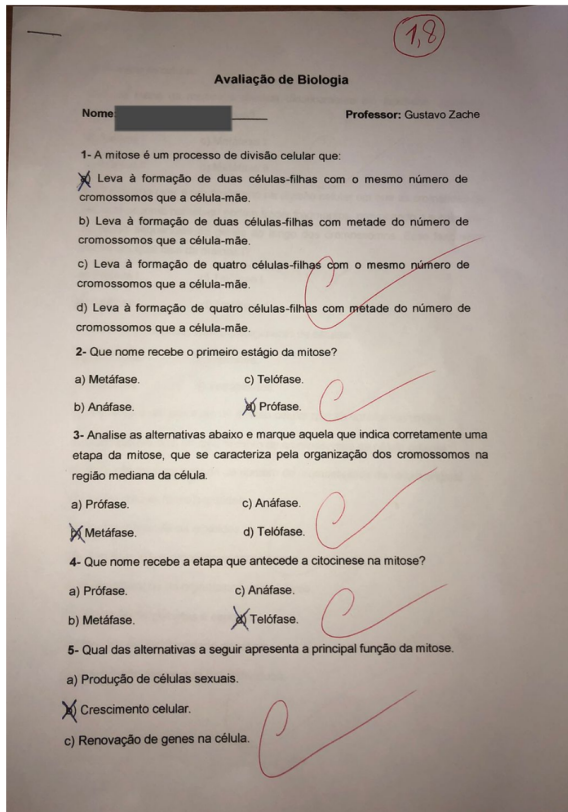 1,8
Avaliação de Biologia
Nome: Professor: Gustavo Zache
1- A mitose é um processo de divisão celular que:
a) Leva à formação de duas células-filhas com o mesmo número de
cromossomos que a célula-mãe.
b) Leva à formação de duas células-filhas com metade do número de
cromossomos que a célula-mãe.
c) Leva à formação de quatro células-filhas com o mesmo número de
cromossomos que a célula-mãe.
d) Leva à formação de quatro células-filhas com metade do número de
cromossomos que a célula-mãe.
2- Que nome recebe o primeiro estágio da mitose?
a) Metáfase. c) Telófase.
b) Anáfase. d) Prófase.
3- Analise as alternativas abaixo e marque aquela que indica corretamente uma
etapa da mitose, que se caracteriza pela organização dos cromossomos na
região mediana da célula.
a) Prófase. c) Anáfase.
b) Metáfase. d) Telófase.
4- Que nome recebe a etapa que antecede a citocinese na mitose?
a) Prófase. c) Anáfase.
b) Metáfase. d) Telófase.
5- Qual das alternativas a seguir apresenta a principal função da mitose.
a) Produção de células sexuais.
b) Crescimento celular.
c) Renovação de genes na célula.